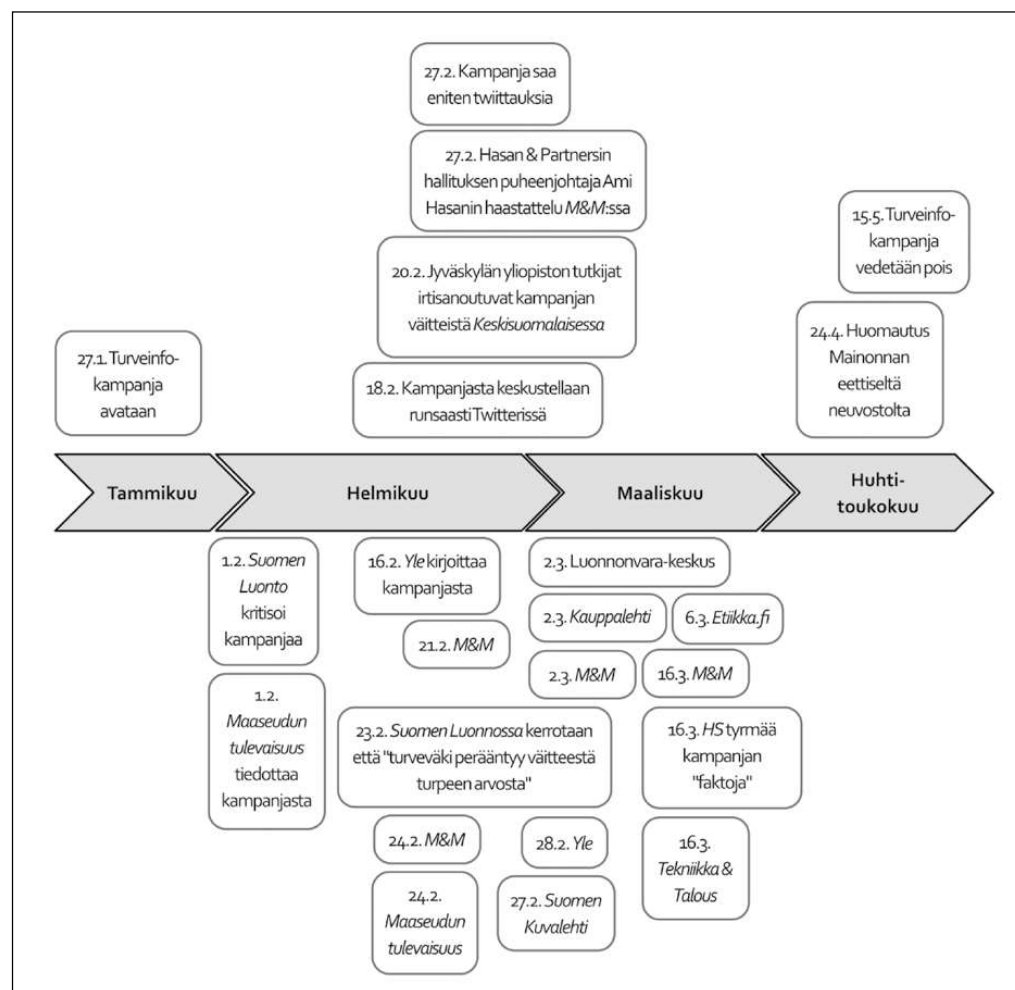 27.2. Kampanja saa
eniten twiittauksia
27.2. Hasan & Partnersin
hallituksen puheenjohtaja Ami
Hasanin haastattelu M&M:ssa
20.2. Jyväskylän yliopiston tutkijat
irtisanoutuvat kampanjan
väitteistä Keskisuomalaisessa
18.2. Kampanjasta keskustellaan
runsaasti Twitterissä
27.1. Turveinfo-
kampanja
avataan
15.5. Turveinfo-
kampanja
vedetään pois
24.4. Huomautus
Mainonnan
eettiseltä
neuvostolta
Tammikuu
Helmikuu
Maaliskuu
Huhti-
toukokuu
1.2. Suomen
Luonto
kritisoi
kampanjaa
1.2.
Maaseudun
tulevaisuus
tiedottaa
kampanjasta
16.2. Yle kirjoittaa
kampanjasta
21.2. M&M
23.2. Suomen Luonnossa kerrotaan
että "turveväki perääntyy väitteestä
turpeen arvosta"
24.2. M&M
24.2.
Maaseudun
tulevaisuus
28.2. Yle
27.2. Suomen
Kuvalehti
2.3. Luonnonvara-keskus
2.3. Kauppalehti
6.3. Etiikka.fi
2.3. M&M
16.3. M&M
16.3. HS tyrmää
kampanjan
"faktoja"
16.3.
Tekniikka &
Talous